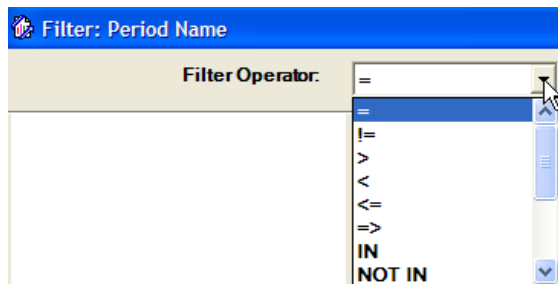 Filter: Period Name
Filter Operator: =
=
!=
>
<
<=
=>
IN
NOT IN